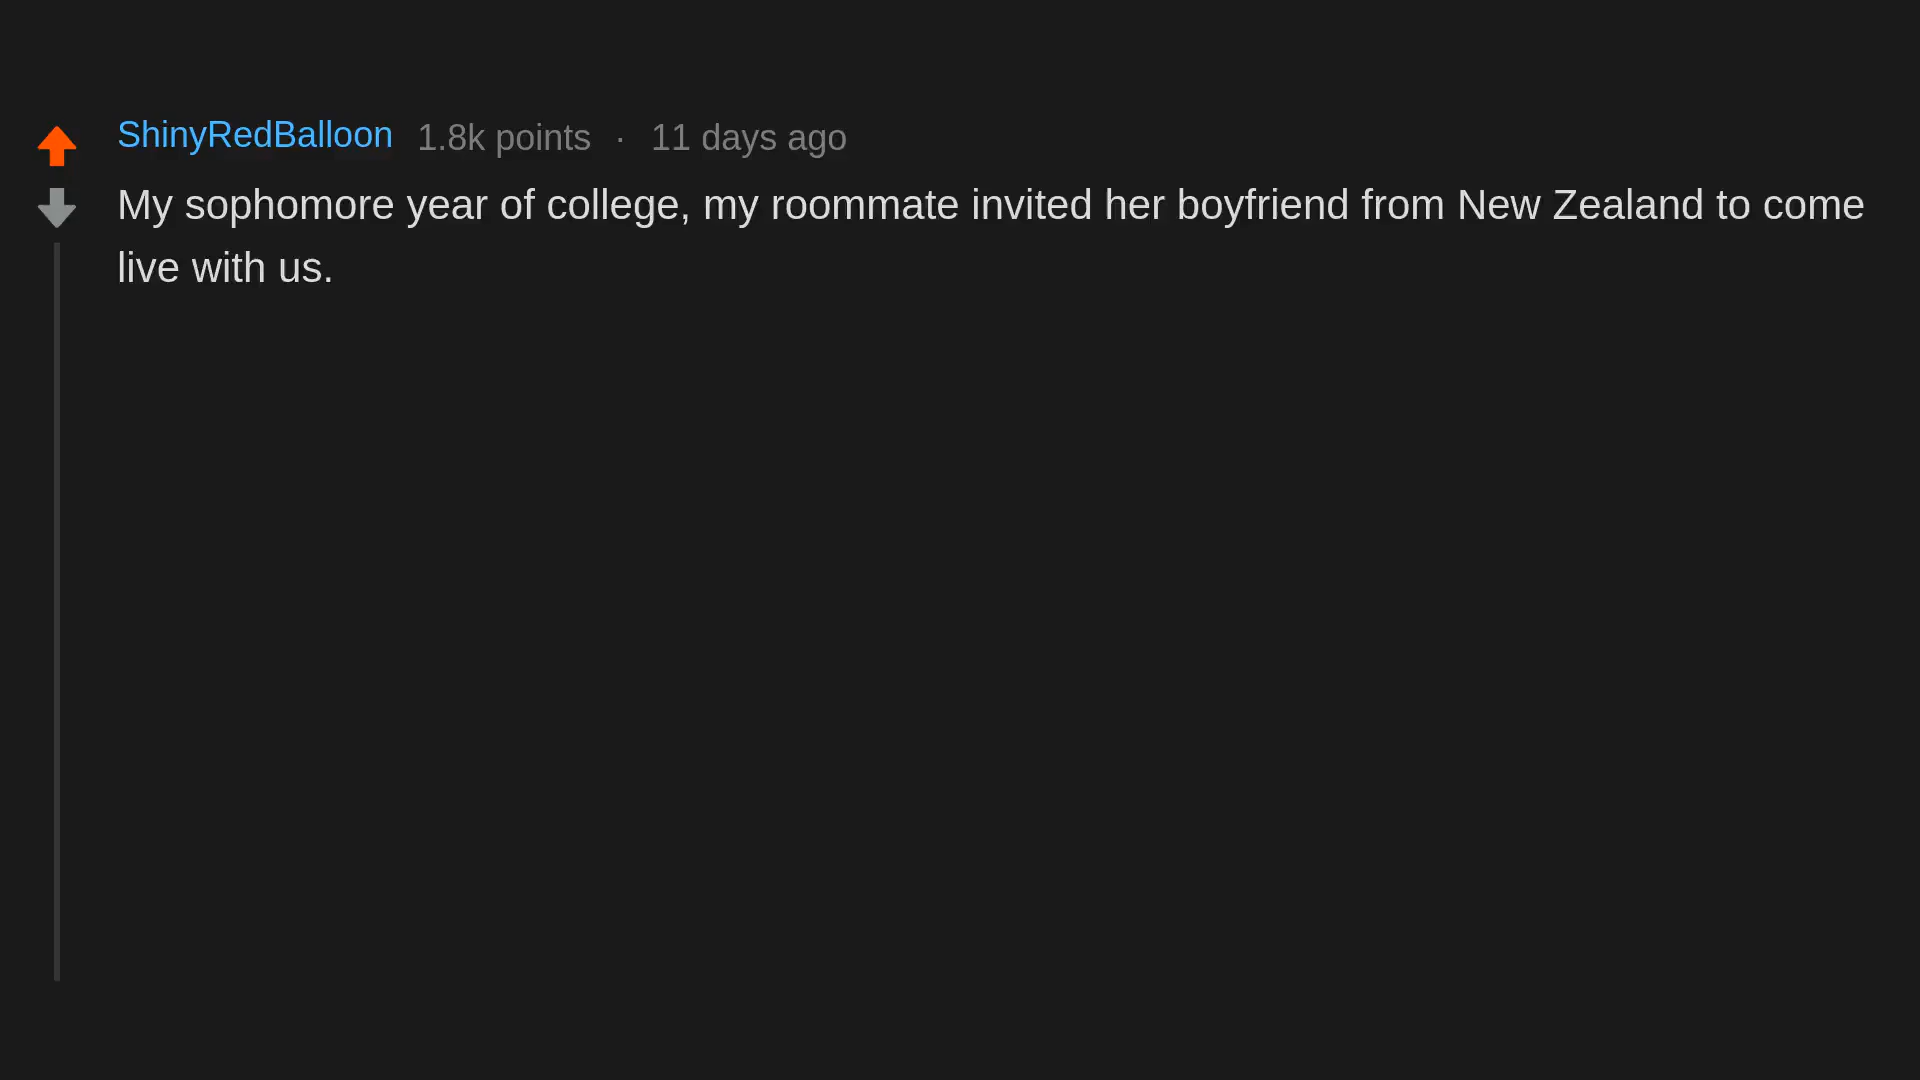 ShinyRedBalloon 1.8k points · 11 days ago
My sophomore year of college, my roommate invited her boyfriend from New Zealand to come
live with us.